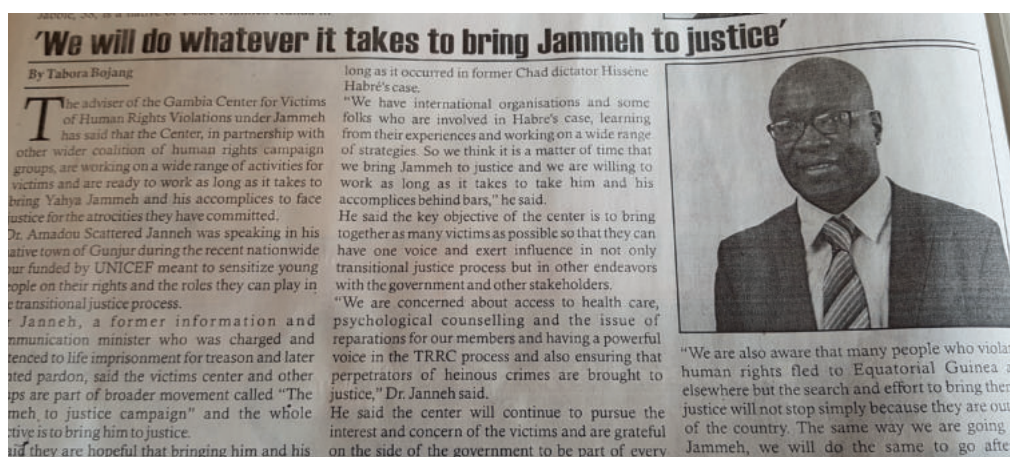 'We will do whatever it takes to bring Jammeh to justice'
By Tabora Bojang
The adviser of the Gambia Center for Victims
of Human Rights Violations under Jammeh
has said that the Center, in partnership with
other wider coalition of human rights campaign
groups, are working on a wide range of activities for
victims and are ready to work as long as it takes to
bring Yahya Jammeh and his accomplices to face
justice for the atrocities they have committed.
Dr. Amadou Scattered Janneh was speaking in his
ative town of Gunjur during the recent nationwide
ur funded by UNICEF meant to sensitize young
eople on their rights and the roles they can play in
e transitional justice process.
r Janneh, a former information and
mmunication minister who was charged and
tenced to life imprisonment for treason and later
ted pardon, said the victims center and other
ps are part of broader movement called "The
meh to justice campaign" and the whole
ctive is to bring him to justice.
aid they are hopeful that bringing him and his
long as it occurred in former Chad dictator Hissene
Habré's case.
"We have international organisations and some
folks who are involved in Habre's case, learning
from their experiences and working on a wide range
of strategies. So we think it is a matter of time that
we bring Jammeh to justice and we are willing to
work as long as it takes to take him and his
accomplices behind bars," he said.
He said the key objective of the center is to bring
together as many victims as possible so that they can
have one voice and exert influence in not only
transitional justice process but in other endeavors
with the government and other stakeholders.
"We are concerned about access to health care,
psychological counselling and the issue of
reparations for our members and having a powerful
voice in the TRRC process and also ensuring that
perpetrators of heinous crimes are brought to
justice," Dr. Janneh said.
He said the center will continue to pursue the
interest and concern of the victims and are grateful
on the side of the government to be part of every
"We are also aware that many people who viola
human rights fled to Equatorial Guinea a
elsewhere but the search and effort to bring them
justice will not stop simply because they are out
of the country. The same way we are going
Jammeh, we will do the same to go afte